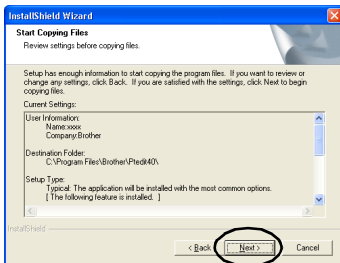 InstallShield Wizard
Start Copying Files
Review settings before copying files.
Setup has enough information to start copying the program files. If you want to review or
change any settings, click Back. If you are satisfied with the settings, click Next to begin
copying files.
Current Settings:
User Information:
Name:xxxx
Company:Brother
Destination Folder:
C:\Program Files\Brother\Ptedit40\
Setup Type:
Typical: The application will be installed with the most common options.
[ The following feature is installed. ]
InstallShield
< Back
Next >
Cancel